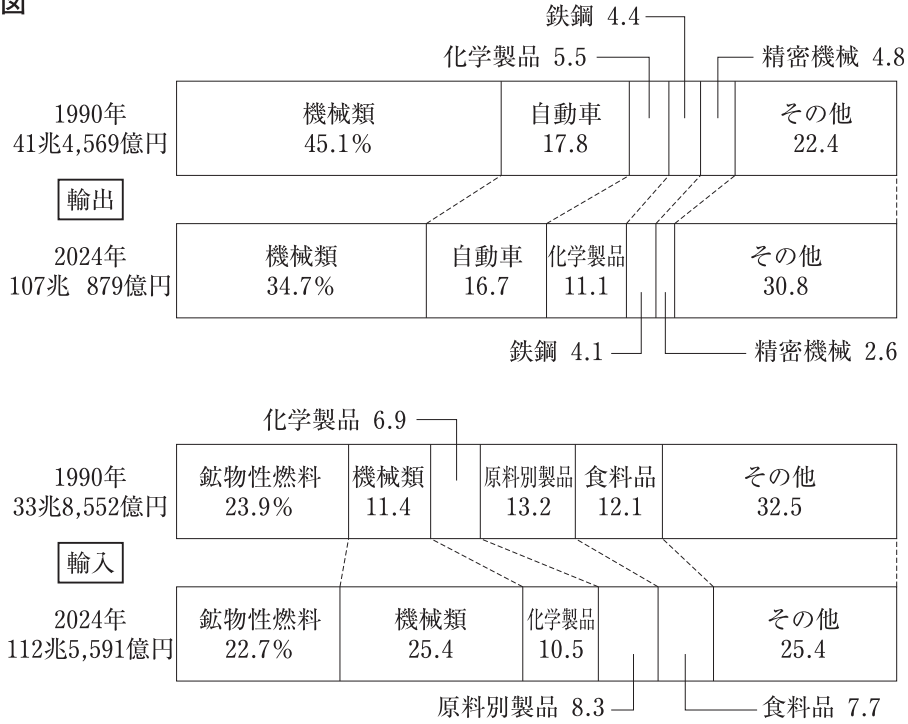 図
鉄鋼 4.4
化学製品 5.5
精密機械 4.8
1990年
41兆4,569億円
機械類
45.1%
自動車
17.8
その他
22.4
輸出
2024年
107兆 879億円
機械類
34.7%
自動車
16.7
化学製品
11.1
その他
30.8
鉄鋼 4.1
精密機械 2.6
化学製品 6.9
1990年
33兆8,552億円
鉱物性燃料
23.9%
機械類
11.4
原料別製品
13.2
食料品
12.1
その他
32.5
輸入
2024年
112兆5,591億円
鉱物性燃料
22.7%
機械類
25.4
化学製品
10.5
その他
25.4
原料別製品 8.3
食料品 7.7